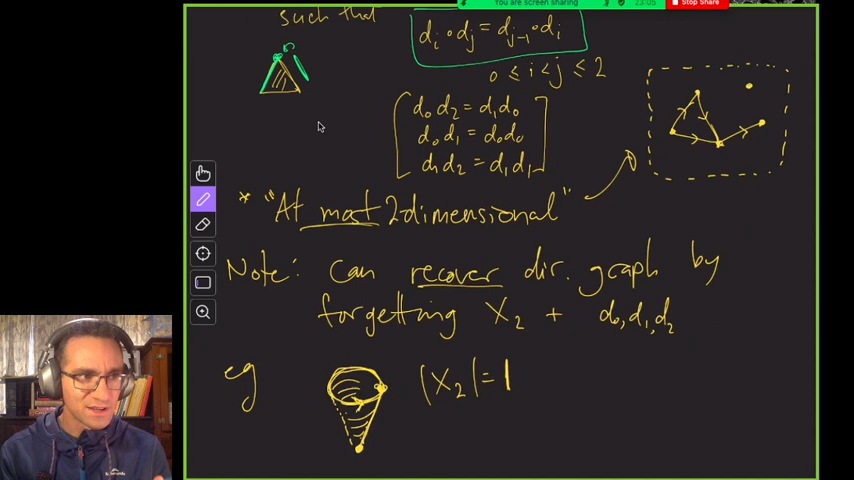 You are screen sharing
23:05
Stop Share
such that
di∘dj = dj-1∘di
0 ≤ i < j ≤ 2
d₀d₂ = d₁d₀
d₀d₁ = d₀d₀
d₁d₂ = d₁d₁
* "At most 2dimensional"
Note: Can recover dir. graph by
forgetting X₂ + d₀,d₁,d₂
eg |X₂| = 1